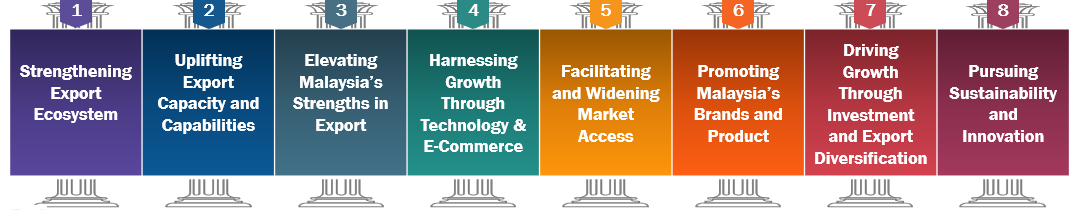 1
Strengthening
Export
Ecosystem
2
Uplifting
Export
Capacity and
Capabilities
3
Elevating
Malaysia's
Strengths in
Export
4
Harnessing
Growth
Through
Technology &
E-Commerce
5
Facilitating
and Widening
Market
Access
6
Promoting
Malaysia's
Brands and
Product
7
Driving
Growth
Through
Investment
and Export
Diversification
8
Pursuing
Sustainability
and
Innovation